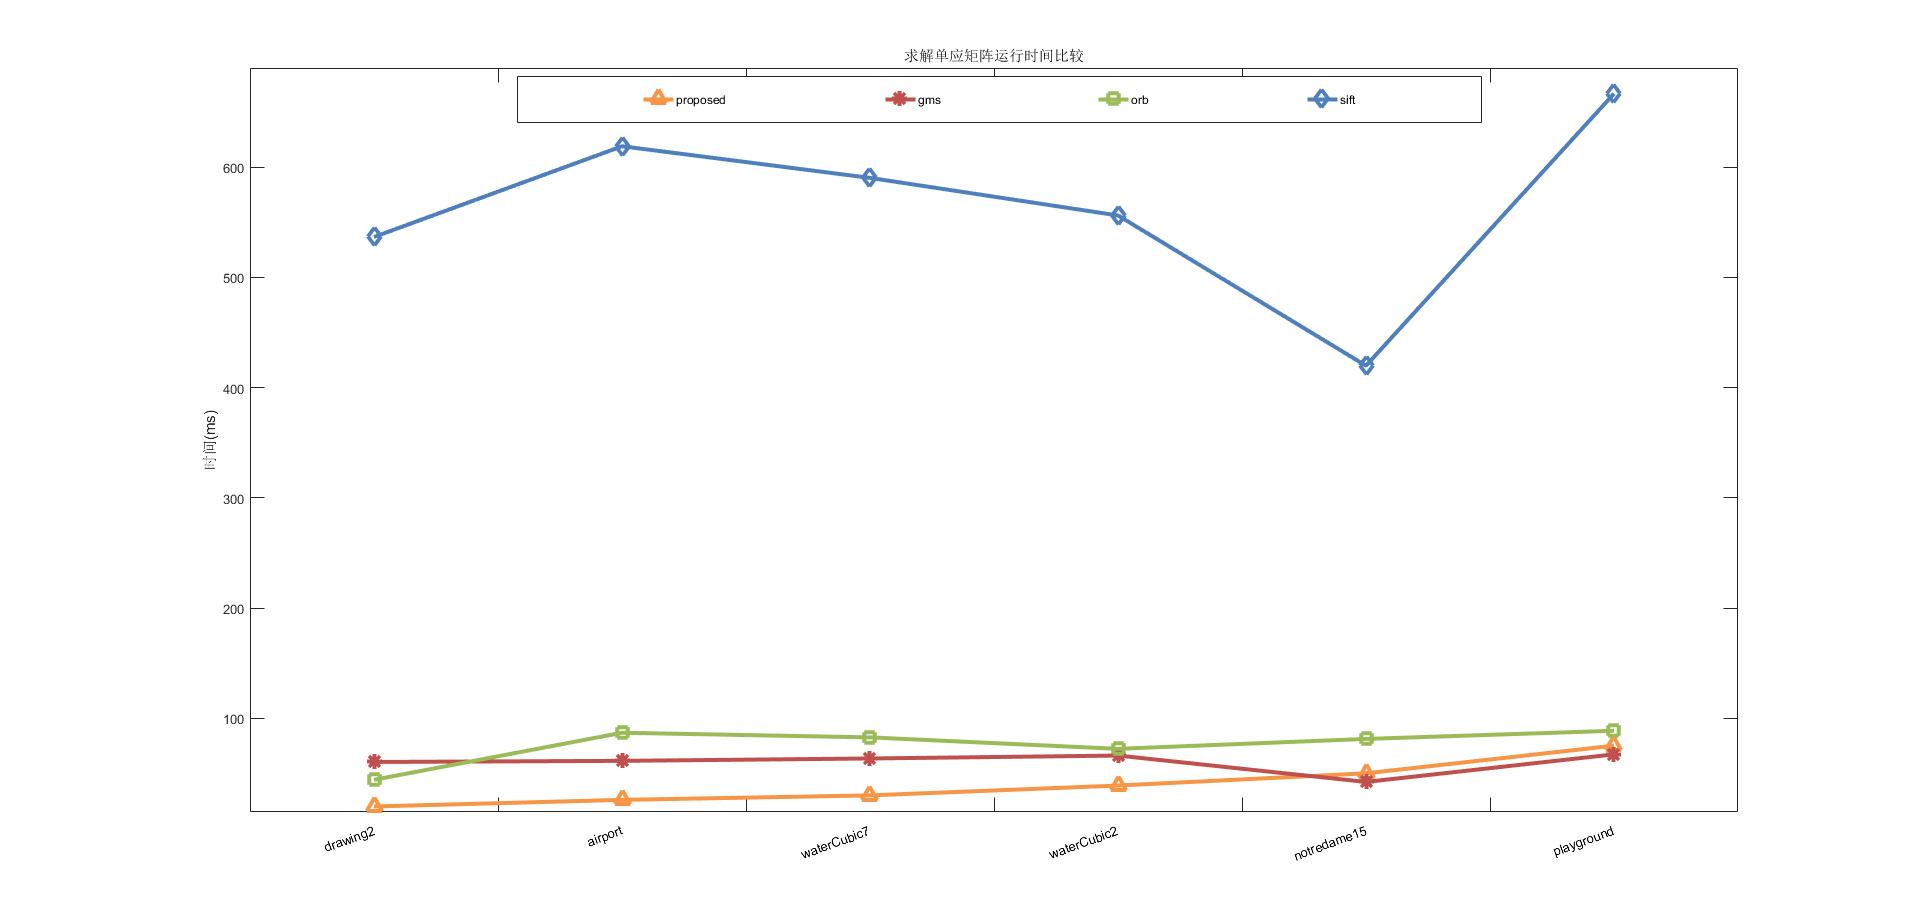 求解单应矩阵运行时间比较
proposed gms orb sift
600
500
400
300
200
100
时间(ms)
drawing2 airport waterCubic7 waterCubic2 notredame15 playground